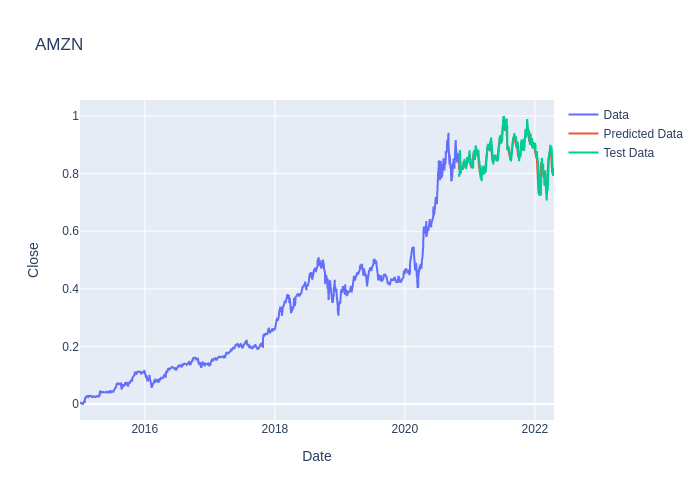 AMZN
Data
Predicted Data
Test Data
1
0.8
0.6
0.4
0.2
0
Close
2016
2018
2020
2022
Date